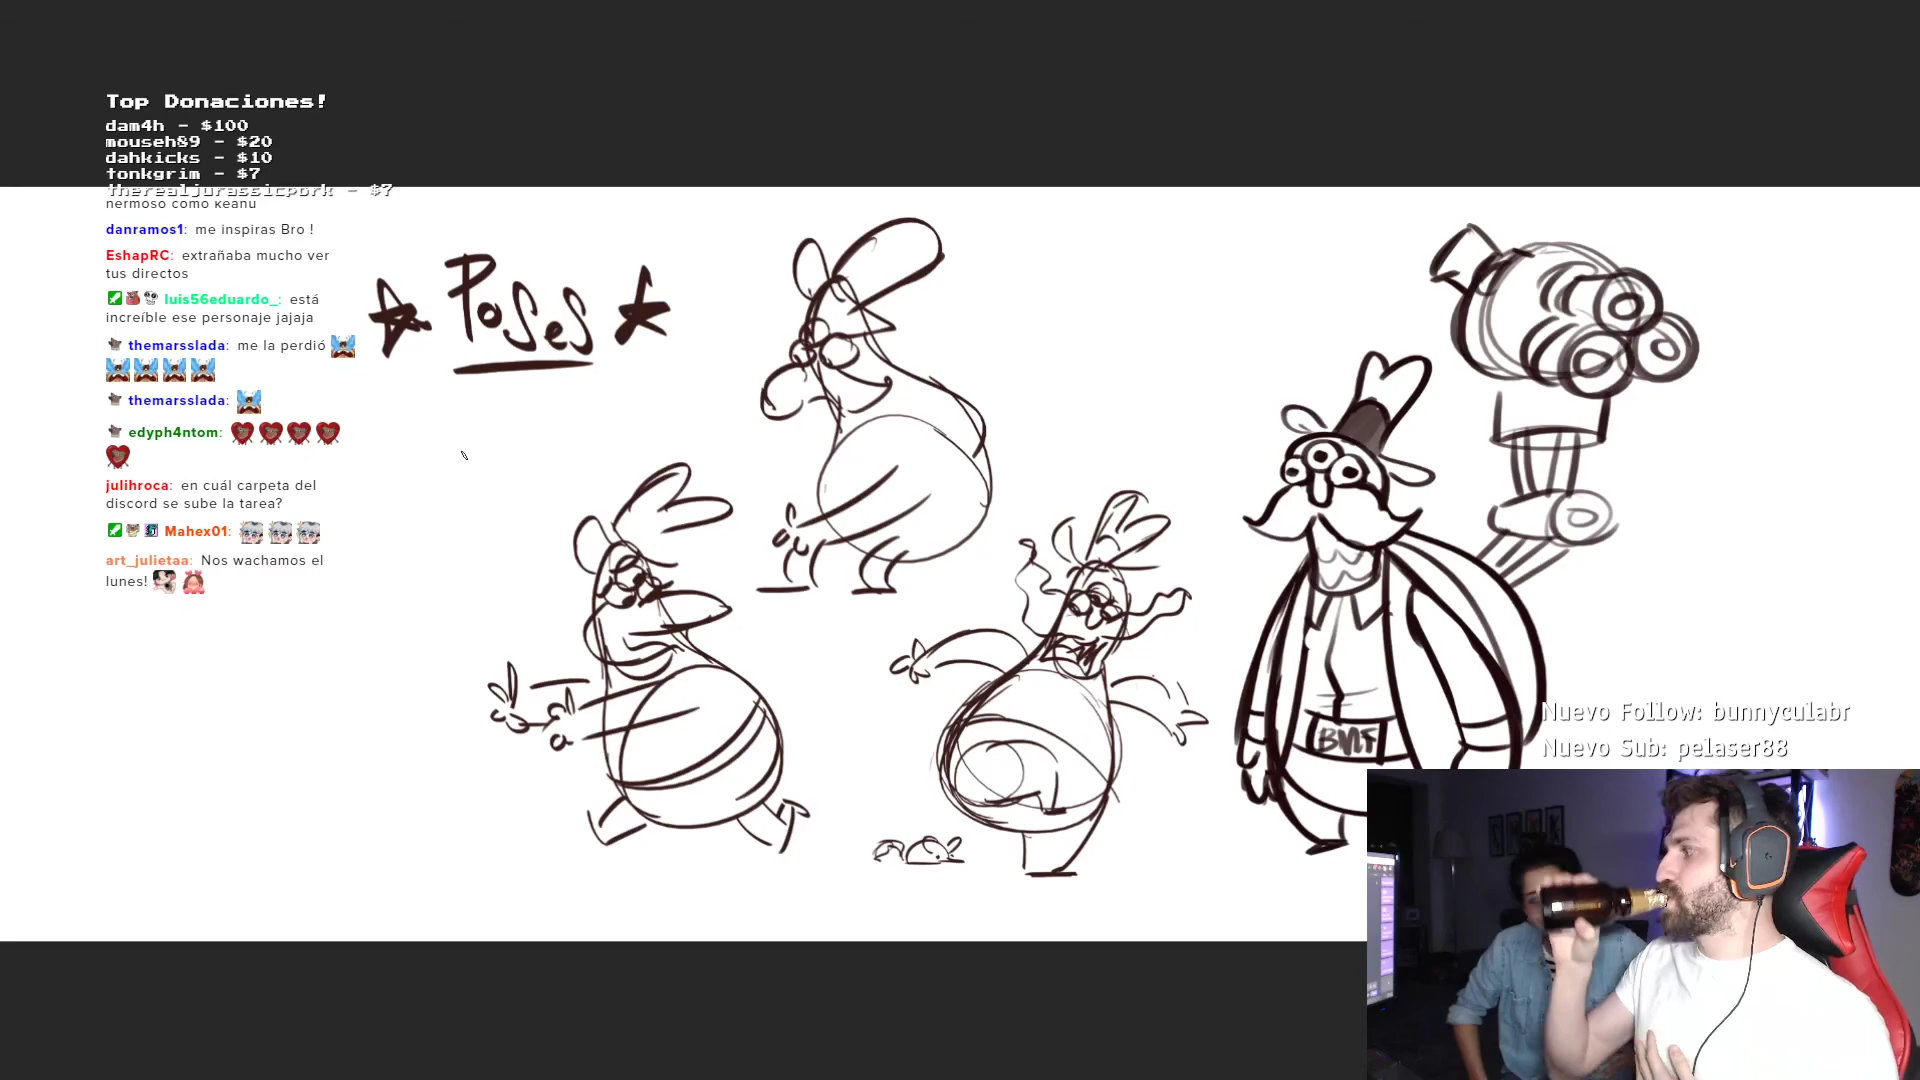 Top Donaciones!
dam4h - $100
mouseh89 - $20
dahkicks - $10
tonkgrim - $7
therealjurassicpork - $7
hermoso como keanu
danramos1: me inspiras Bro !
EshapRC: extrañaba mucho ver
tus directos
luis56eduardo_: está
increíble ese personaje jajaja
themarsslada: me la perdió
themarsslada:
edyph4ntom:
julihroca: en cuál carpeta del
discord se sube la tarea?
Mahex01:
art_julietaa: Nos wachamos el
lunes!
Poses
BNF
Nuevo Follow: bunnyculabr
Nuevo Sub: pelaser88